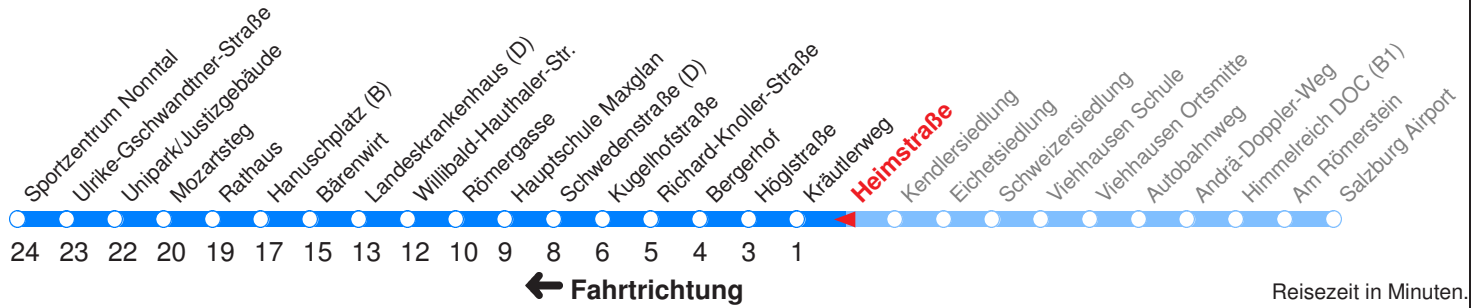 Sportzentrum Nonntal
Ulrike-Gschwandtner-Straße
Unipark/Justizgebäude
Mozartsteg
Rathaus
Hanuschplatz (B)
Bärenwirt
Landeskrankenhaus (D)
Willibald-Hauthaler-Str.
Römergasse
Hauptschule Maxglan
Schwedenstraße (D)
Kugelhofstraße
Richard-Knoller-Straße
Bergerhof
Höglstraße
Kräutlerweg
Heimstraße
Kendlersiedlung
Eichetsiedlung
Schweizersiedlung
Viehhausen Schule
Viehhausen Ortsmitte
Autobahnweg
Andrä-Doppler-Weg
Himmelreich DOC (B1)
Am Römerstein
Salzburg Airport
24 23 22 20 19 17 15 13 12 10 9 8 6 5 4 3 1
Fahrtrichtung
Reisezeit in Minuten.